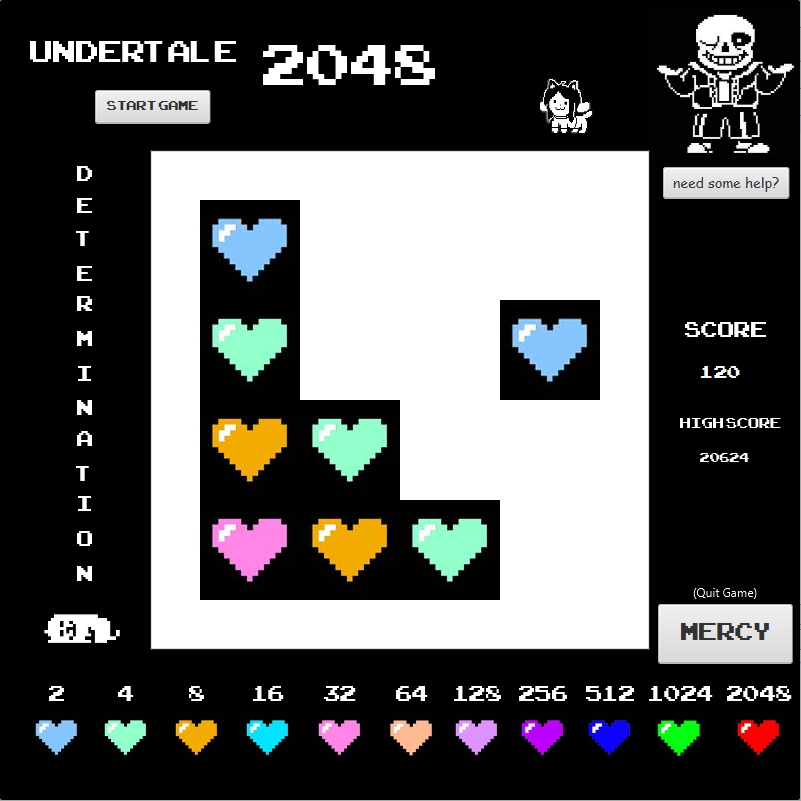 UNDERTALE 2048
START GAME
need some help?
D
E
T
E
R
M
I
N
A
T
I
O
N
SCORE
120
HIGHSCORE
20624
(Quit Game)
MERCY
2 4 8 16 32 64 128 256 512 1024 2048